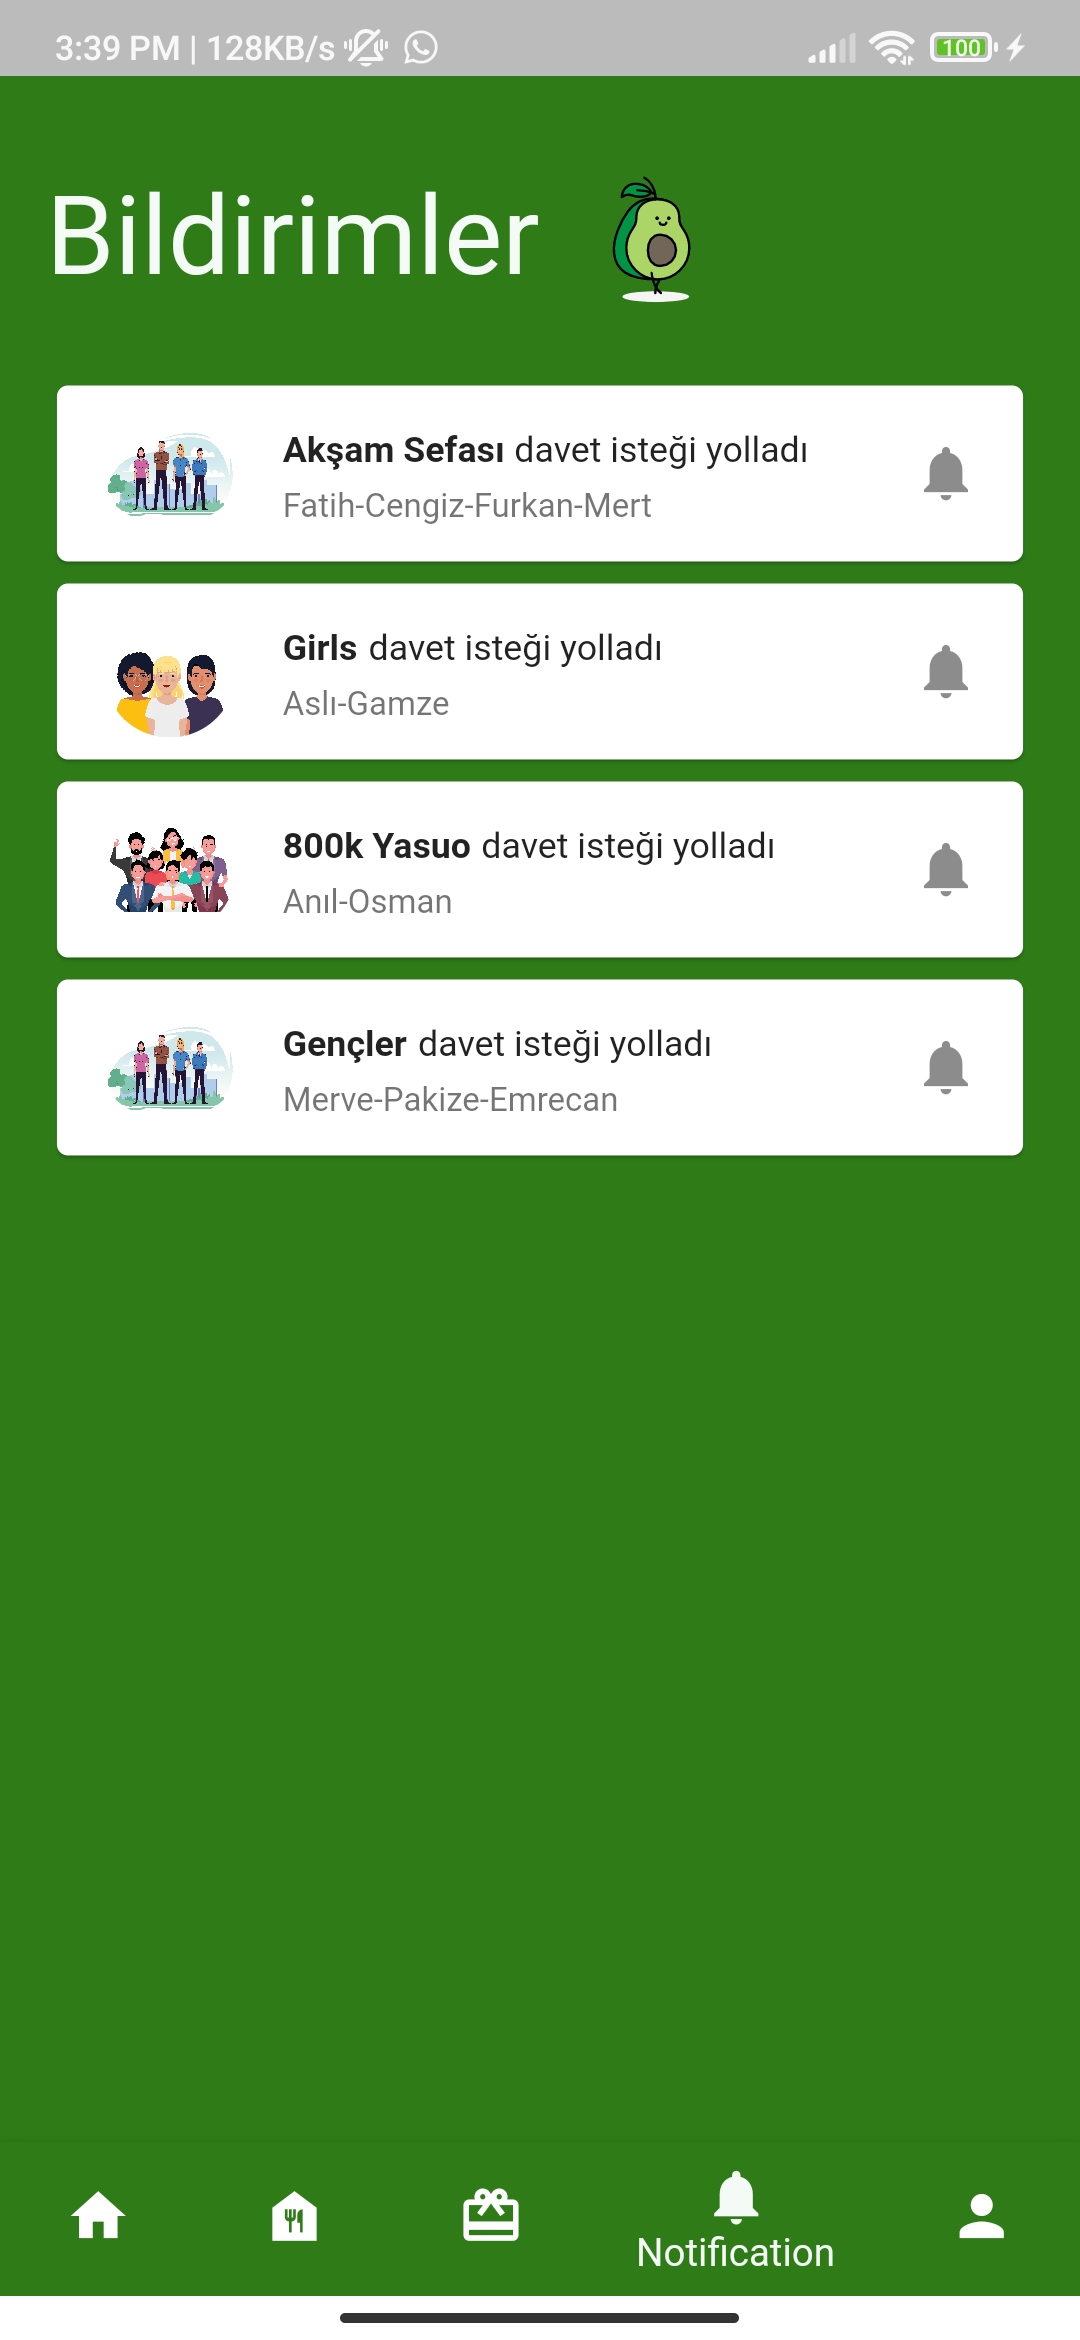 3:39 PM | 128KB/s
100
Bildirimler
Akşam Sefası davet isteği yolladı
Fatih-Cengiz-Furkan-Mert
Girls davet isteği yolladı
Aslı-Gamze
800k Yasuo davet isteği yolladı
Anıl-Osman
Gençler davet isteği yolladı
Merve-Pakize-Emrecan
Notification